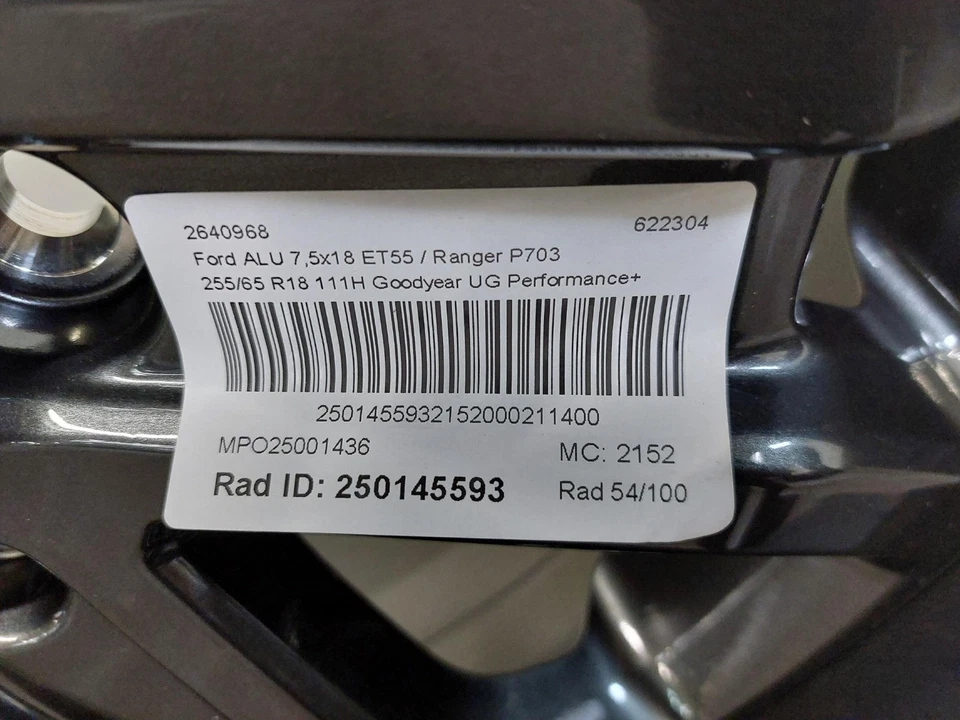 2640968 622304
Ford ALU 7,5x18 ET55 / Ranger P703
255/65 R18 111H Goodyear UG Performance+
2501455932152000211400
MPO25001436 MC: 2152
Rad ID: 250145593 Rad 54/100